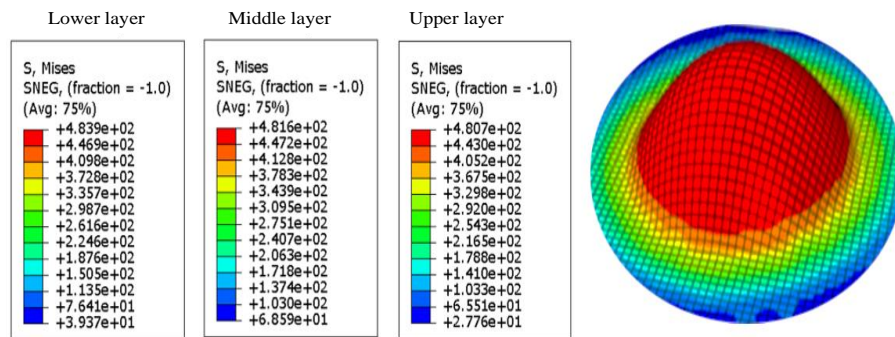 Lower layer
Middle layer
Upper layer
S, Mises
SNEG, (fraction = -1.0)
(Avg: 75%)
+4.839e+02
+4.469e+02
+4.098e+02
+3.728e+02
+3.357e+02
+2.987e+02
+2.616e+02
+2.246e+02
+1.876e+02
+1.505e+02
+1.135e+02
+7.641e+01
+3.937e+01
S, Mises
SNEG, (fraction = -1.0)
(Avg: 75%)
+4.816e+02
+4.472e+02
+4.128e+02
+3.783e+02
+3.439e+02
+3.095e+02
+2.751e+02
+2.407e+02
+2.063e+02
+1.718e+02
+1.374e+02
+1.030e+02
+6.859e+01
S, Mises
SNEG, (fraction = -1.0)
(Avg: 75%)
+4.807e+02
+4.430e+02
+4.052e+02
+3.675e+02
+3.298e+02
+2.920e+02
+2.543e+02
+2.165e+02
+1.788e+02
+1.410e+02
+1.033e+02
+6.551e+01
+2.776e+01